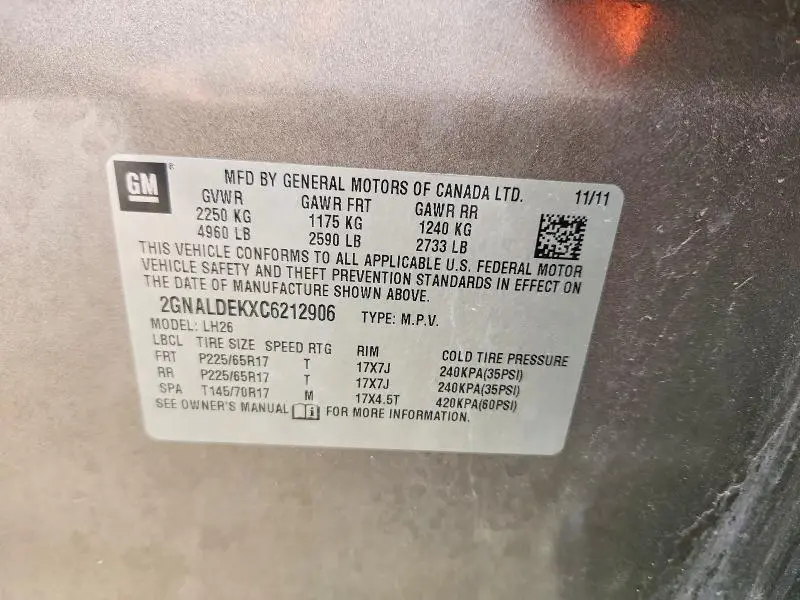 GM ® MFD BY GENERAL MOTORS OF CANADA LTD. 11/11
GVWR GAWR FRT GAWR RR
2250 KG 1175 KG 1240 KG
4960 LB 2590 LB 2733 LB
THIS VEHICLE CONFORMS TO ALL APPLICABLE U.S. FEDERAL MOTOR
VEHICLE SAFETY AND THEFT PREVENTION STANDARDS IN EFFECT ON
THE DATE OF MANUFACTURE SHOWN ABOVE.
2GNALDEKXC6212906 TYPE: M.P.V.
MODEL: LH26
LBCL TIRE SIZE SPEED RTG RIM COLD TIRE PRESSURE
FRT P225/65R17 T 17X7J 240KPA(35PSI)
RR P225/65R17 T 17X7J 240KPA(35PSI)
SPA T145/70R17 M 17X4.5T 420KPA(60PSI)
SEE OWNER'S MANUAL i FOR MORE INFORMATION.